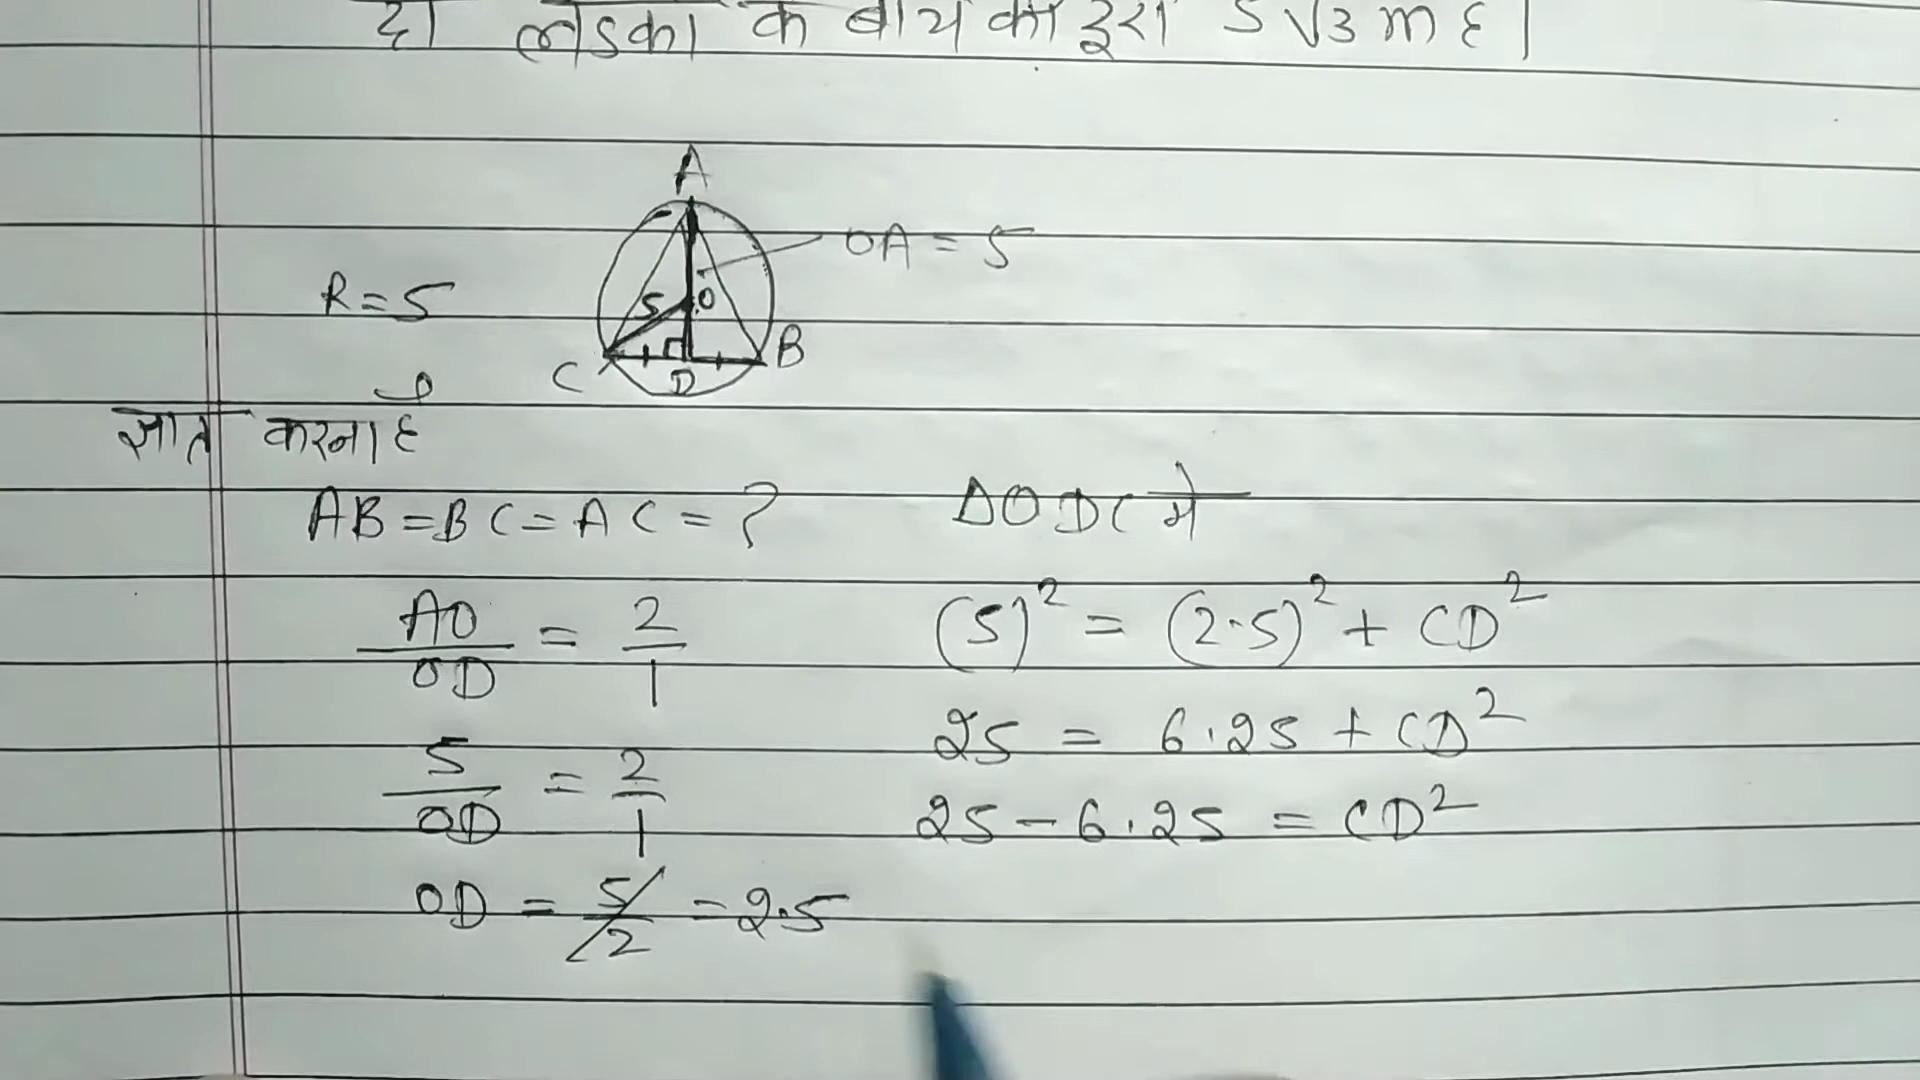 दो लडको के बीच की दूरी 5√3 m है|
A
OA = 5
R = 5
5
O
B
C
D
ज्ञात करना है
AB = BC = AC = ?
AO/OD = 2/1
5/OD = 2/1
OD = 5/2 = 2.5
ΔODC मे
(5)² = (2.5)² + CD²
25 = 6.25 + CD²
25 - 6.25 = CD²